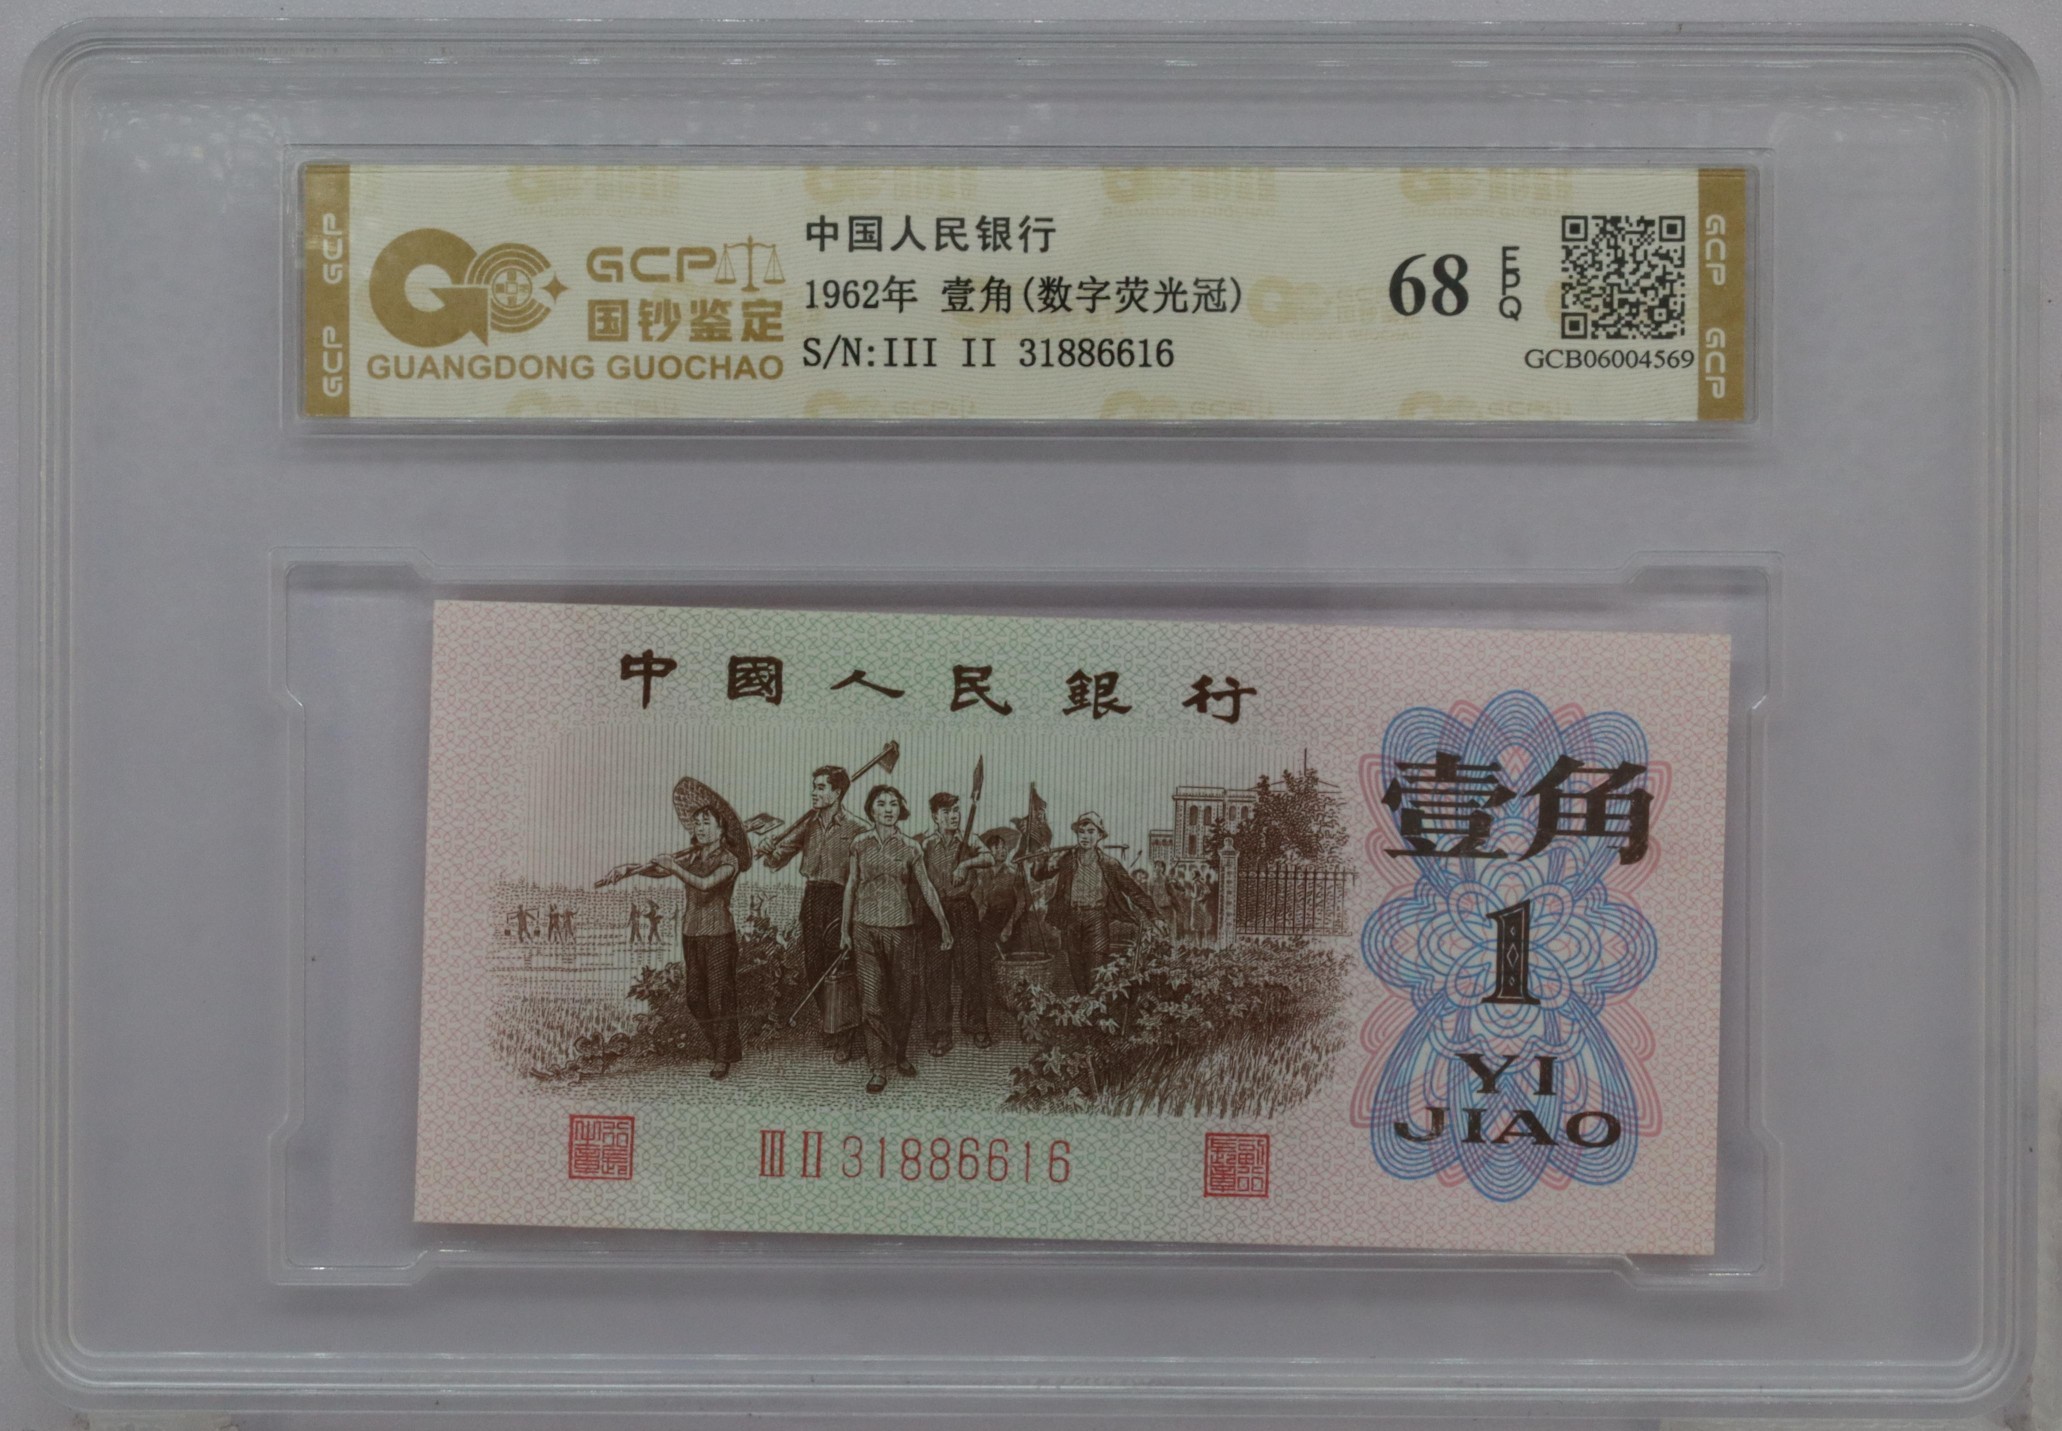 GCP
国钞鉴定
GUANGDONG GUOCHAO
中国人民银行
1962年 壹角(数字荧光冠)
S/N:III II 31886616
68
EPQ
GCB06004569
GCP
GCP
GCP
GCP
中國人民銀行
壹角
1
YI
JIAO
III II 31886616